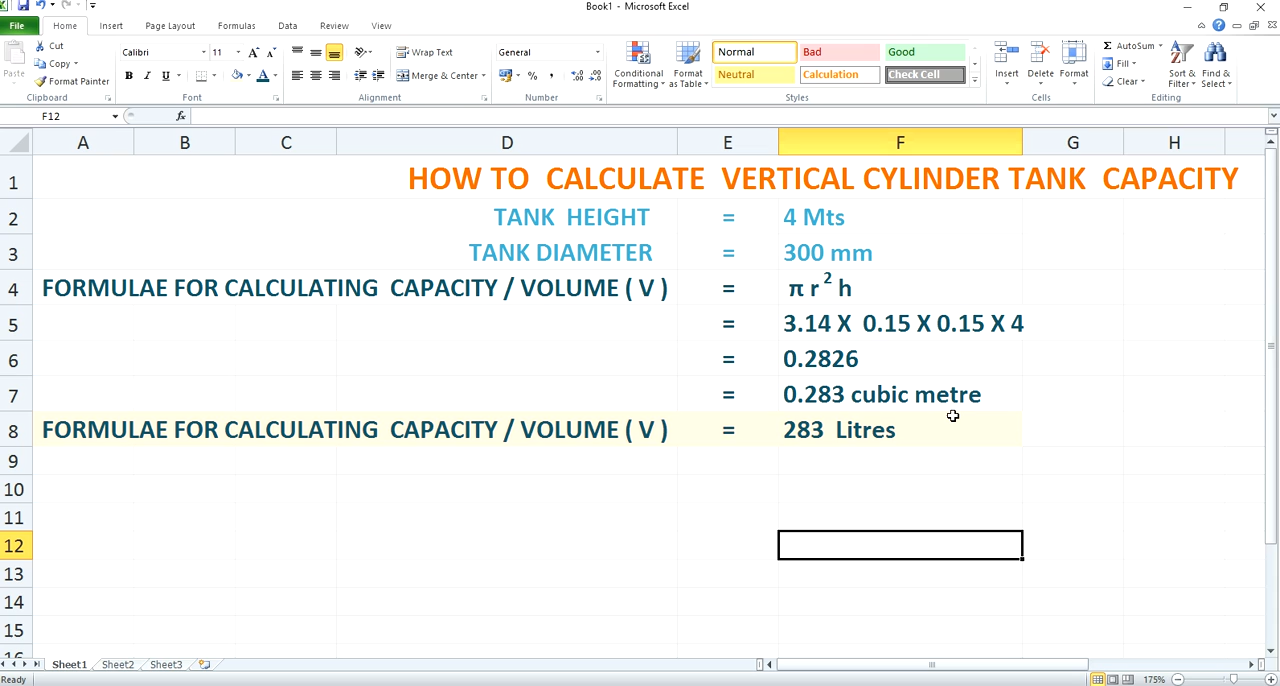 Book1 - Microsoft Excel
File Home Insert Page Layout Formulas Data Review View
Paste Cut Copy Format Painter
Calibri 11
B I U A
Wrap Text
Merge & Center
General
% ,
Conditional Formatting
Format as Table
Normal Bad Good
Neutral Calculation Check Cell
Insert Delete Format
Σ AutoSum
Fill
Clear
Sort & Filter
Find & Select
Clipboard Font Alignment Number Styles Cells Editing
F12 fx
A B C D E F G H
1 HOW TO CALCULATE VERTICAL CYLINDER TANK CAPACITY
2 TANK HEIGHT = 4 Mts
3 TANK DIAMETER = 300 mm
4 FORMULAE FOR CALCULATING CAPACITY / VOLUME ( V ) = π r 2 h
5 = 3.14 X 0.15 X 0.15 X 4
6 = 0.2826
7 = 0.283 cubic metre
8 FORMULAE FOR CALCULATING CAPACITY / VOLUME ( V ) = 283 Litres
9
10
11
12
13
14
15
16
Sheet1 Sheet2 Sheet3
Ready 175%